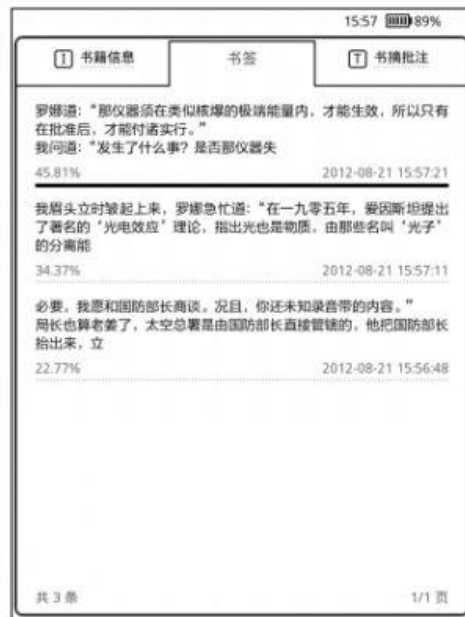 15:57 89%
I 书籍信息 书签 T 书摘批注
罗娜道：“那仪器须在类似核爆的极端能量内，才能生效，所以只有
在批准后，才能付诸实行。”
我问道：“发生了什么事？是否那仪器失
45.81% 2012-08-21 15:57:21
我眉头立时皱起上来，罗娜急忙道：“在一九零五年，爱因斯坦提出
了著名的‘光电效应’理论，指出光也是物质，由那些名叫‘光子’
的分离能
34.37% 2012-08-21 15:57:11
必要，我愿和国防部长商谈。况且，你还未知录音带的内容。”
局长也算老姜了，太空总署是由国防部长直接管辖的，他把国防部长
抬出来，立
22.77% 2012-08-21 15:56:48
共 3 条 1/1 页